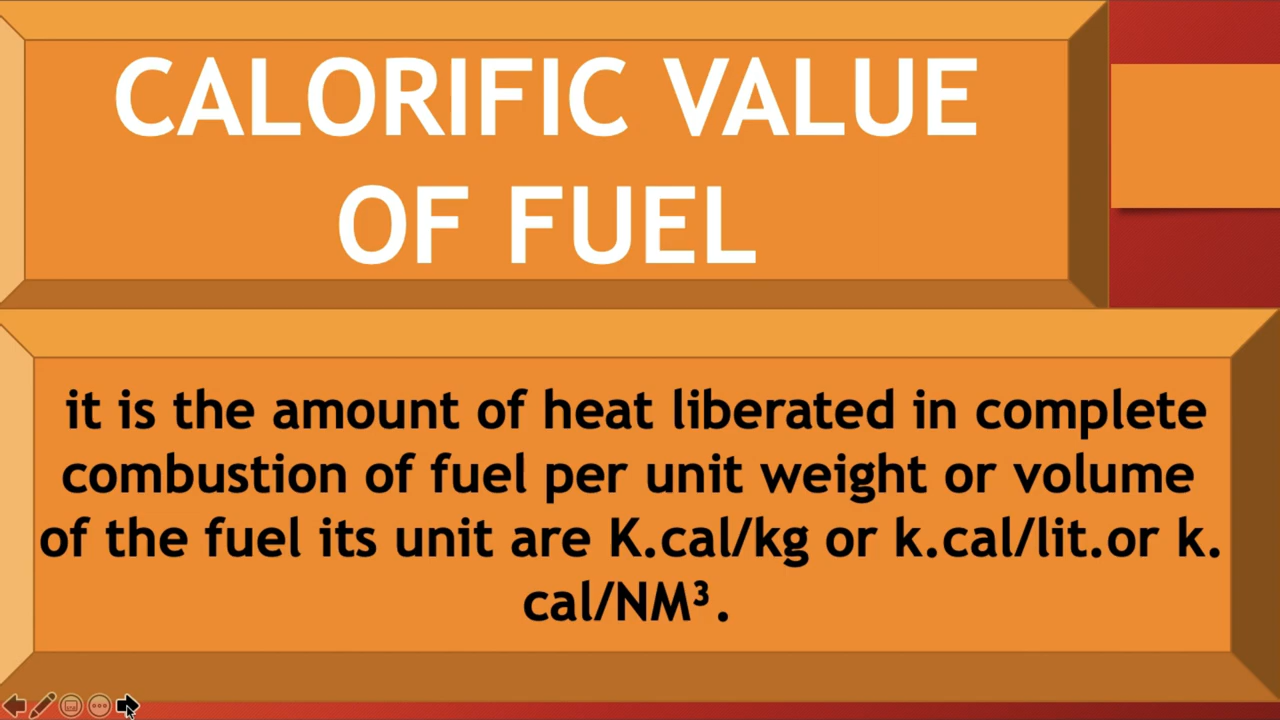 CALORIFIC VALUE
OF FUEL
it is the amount of heat liberated in complete
combustion of fuel per unit weight or volume
of the fuel its unit are K.cal/kg or k.cal/lit.or k.
cal/NM³.